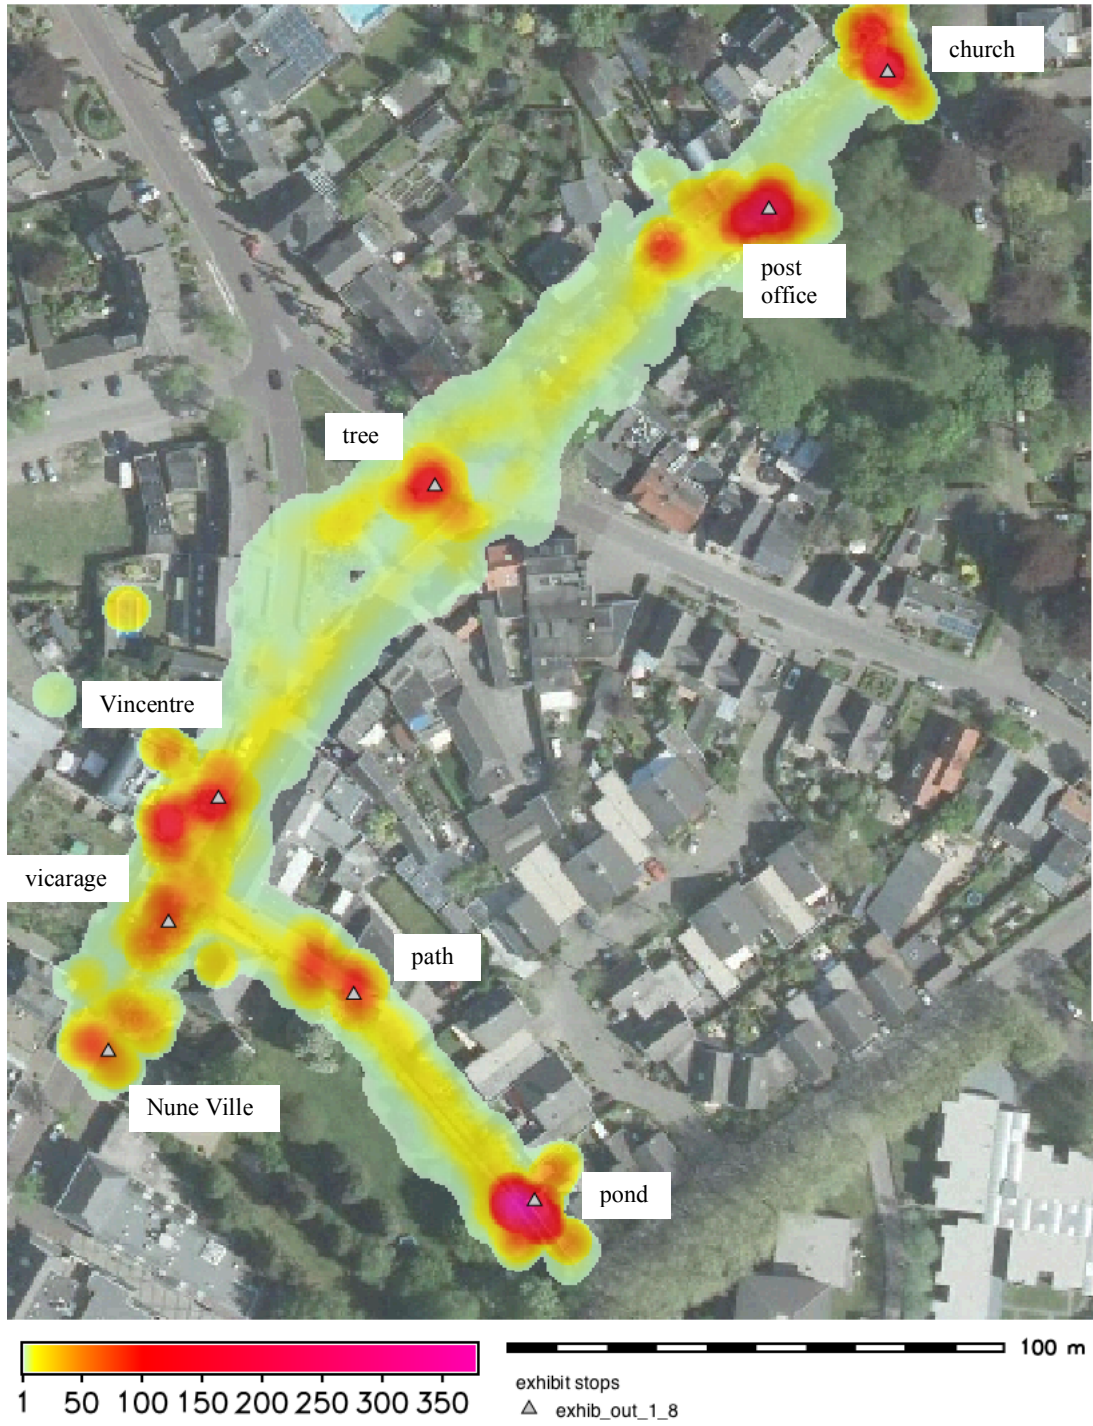 church
post
office
tree
Vincentre
vicarage
path
Nune Ville
pond
1 50 100 150 200 250 300 350
100 m
exhibit stops
exhib_out_1_8